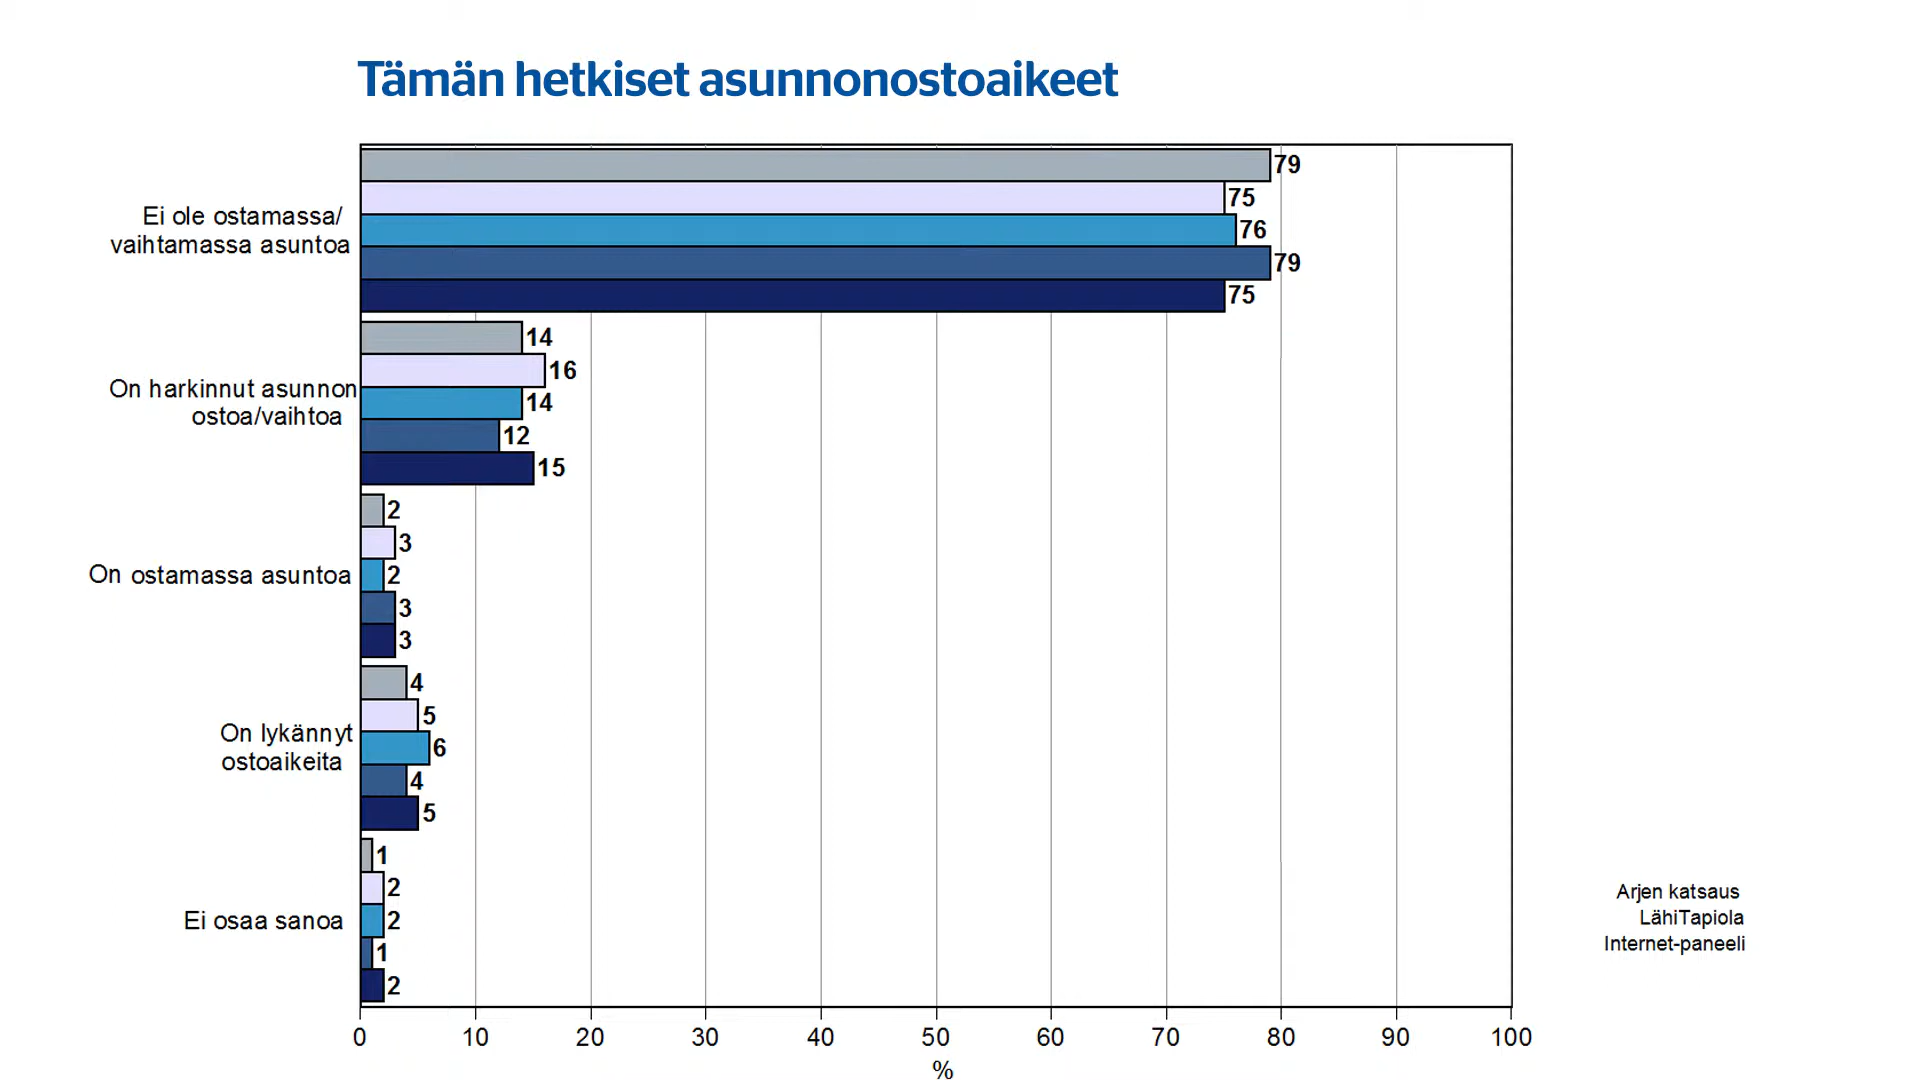 Tämän hetkiset asunnonostoaikeet
Ei ole ostamassa/
vaihtamassa asuntoa
79
75
76
79
75
On harkinnut asunnon
ostoa/vaihtoa
14
16
14
12
15
On ostamassa asuntoa
2
3
2
3
3
On lykännyt
ostoaikeita
4
5
6
4
5
Ei osaa sanoa
1
2
2
1
2
0 10 20 30 40 50 60 70 80 90 100
%
Arjen katsaus
LähiTapiola
Internet-paneeli